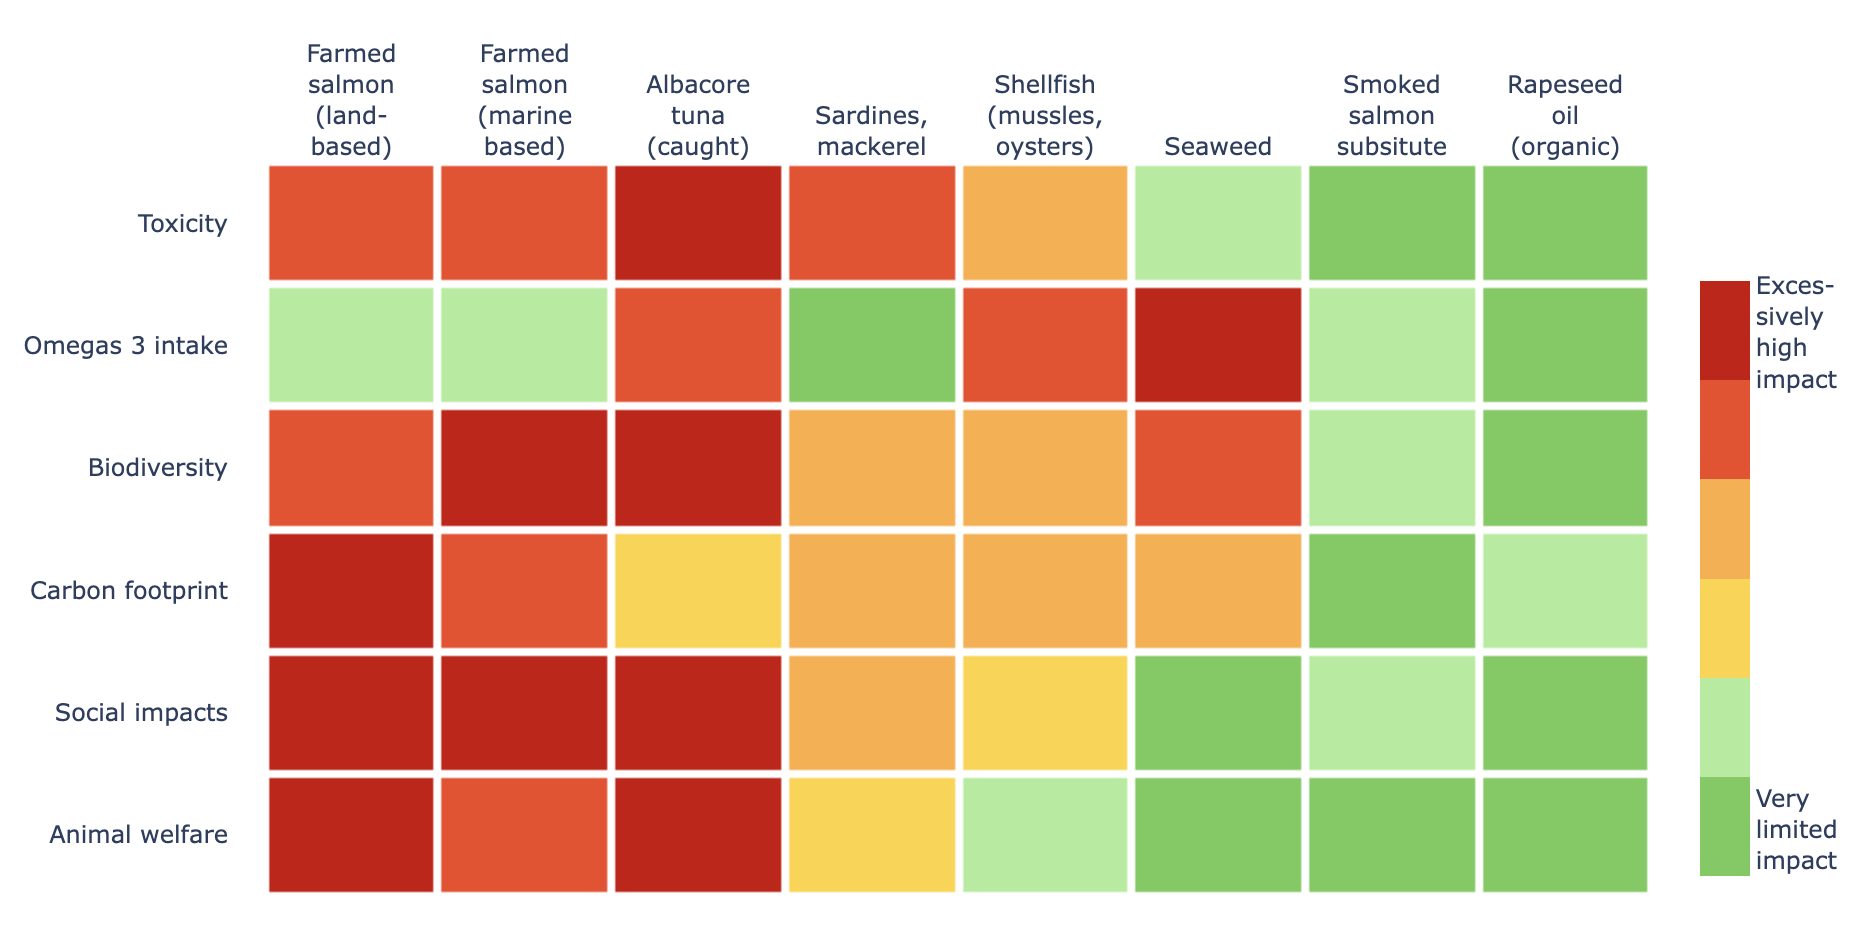 Farmed
salmon
(land-
based)
Farmed
salmon
(marine
based)
Albacore
tuna
(caught)
Sardines,
mackerel
Shellfish
(mussles,
oysters)
Seaweed
Smoked
salmon
subsitute
Rapeseed
oil
(organic)
Toxicity
Omegas 3 intake
Biodiversity
Carbon footprint
Social impacts
Animal welfare
Exces-
sively
high
impact
Very
limited
impact